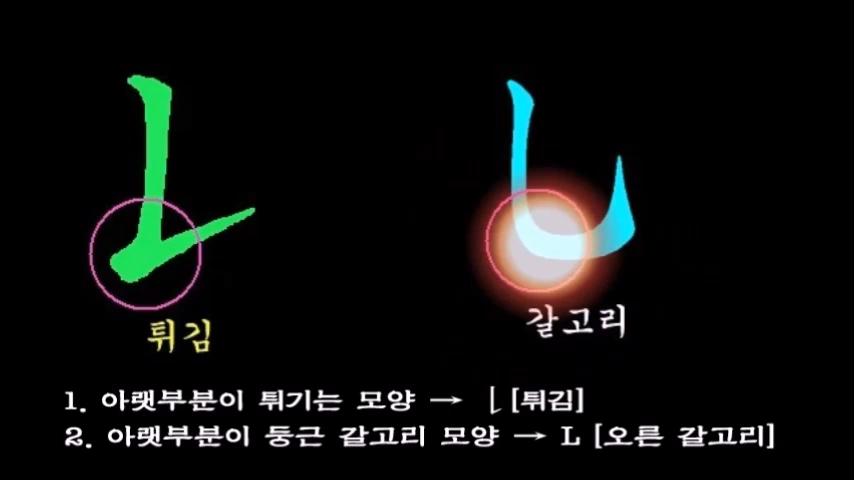 튀김
갈고리
1. 아랫부분이 튀기는 모양 → ㄴ [튀김]
2. 아랫부분이 둥근 갈고리 모양 → L [오른 갈고리]